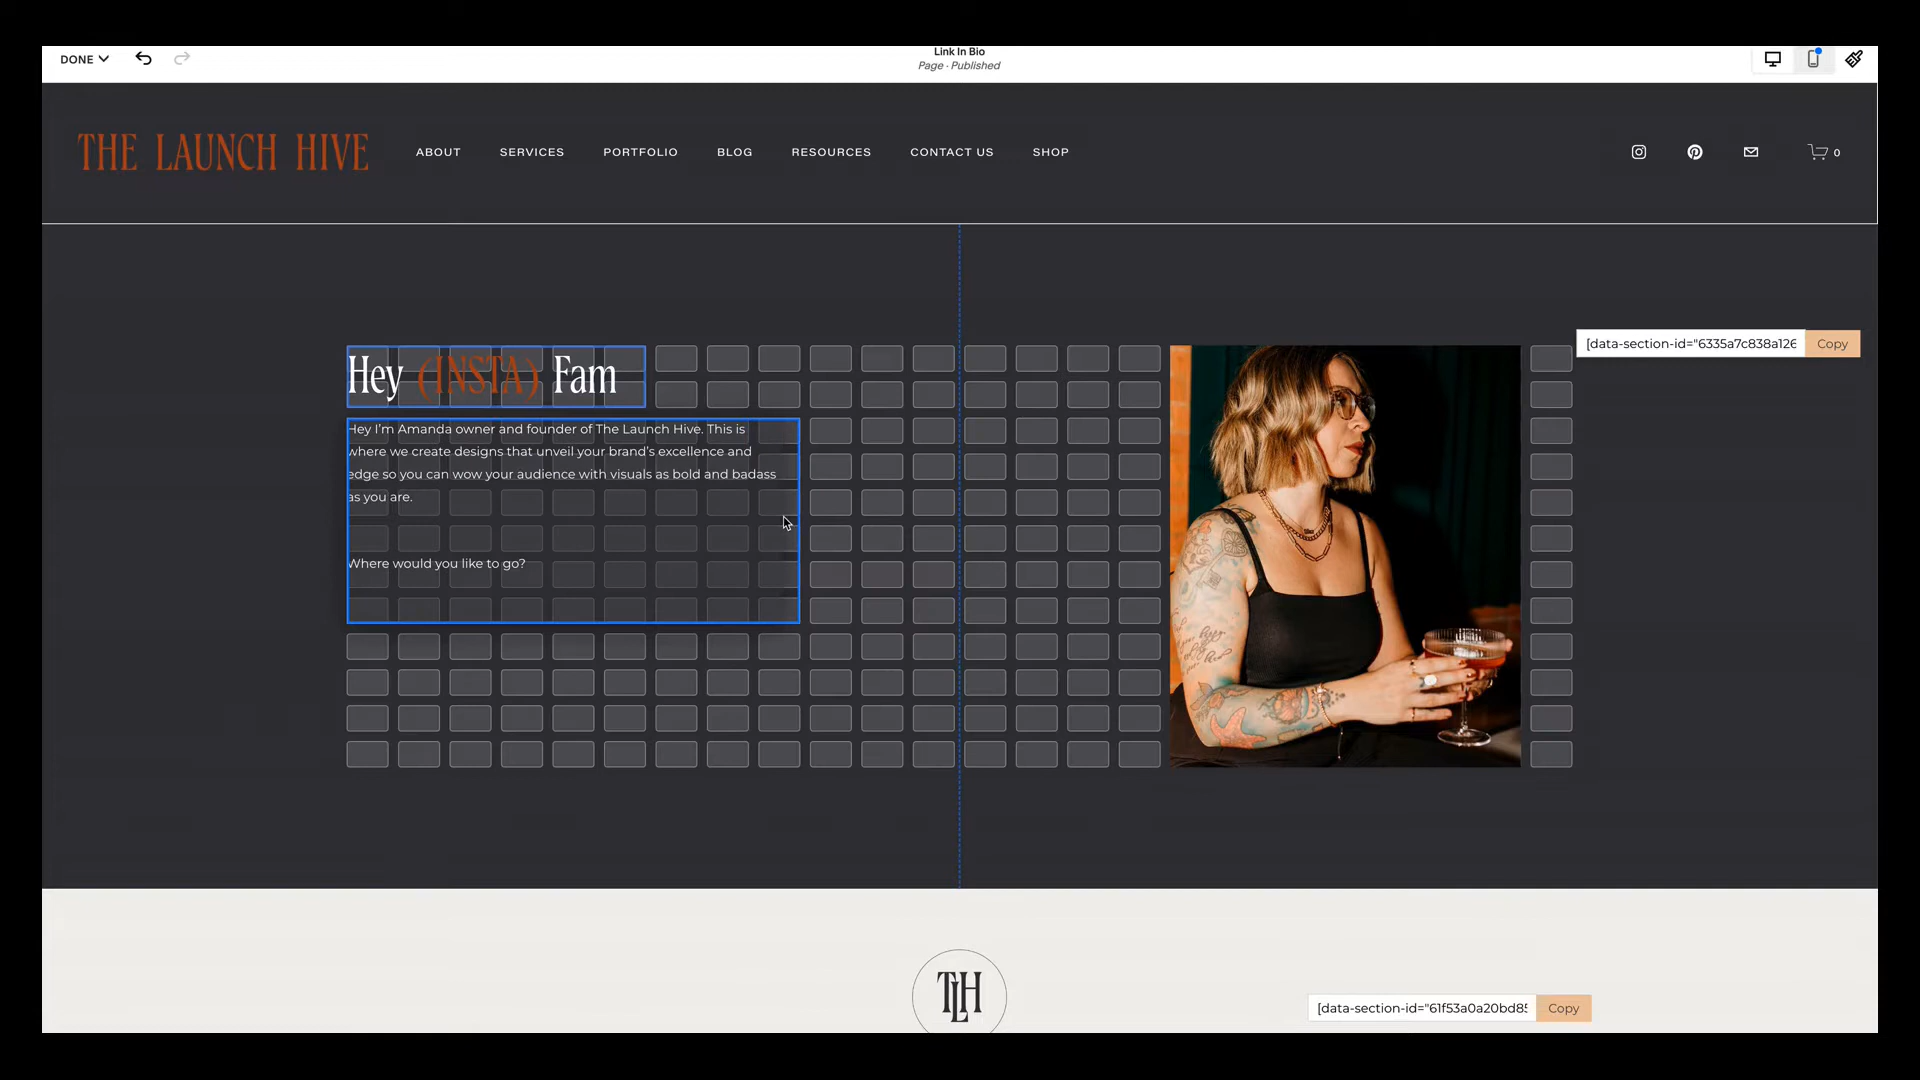 DONE
Link In Bio
Page · Published
THE LAUNCH HIVE
ABOUT SERVICES PORTFOLIO BLOG RESOURCES CONTACT US SHOP
0
[data-section-id="6335a7c838a126
Copy
Hey (INSTA) Fam
Hey I'm Amanda owner and founder of The Launch Hive. This is
where we create designs that unveil your brand's excellence and
edge so you can wow your audience with visuals as bold and badass
as you are.
Where would you like to go?
TLH
[data-section-id="61f53a0a20bd85
Copy